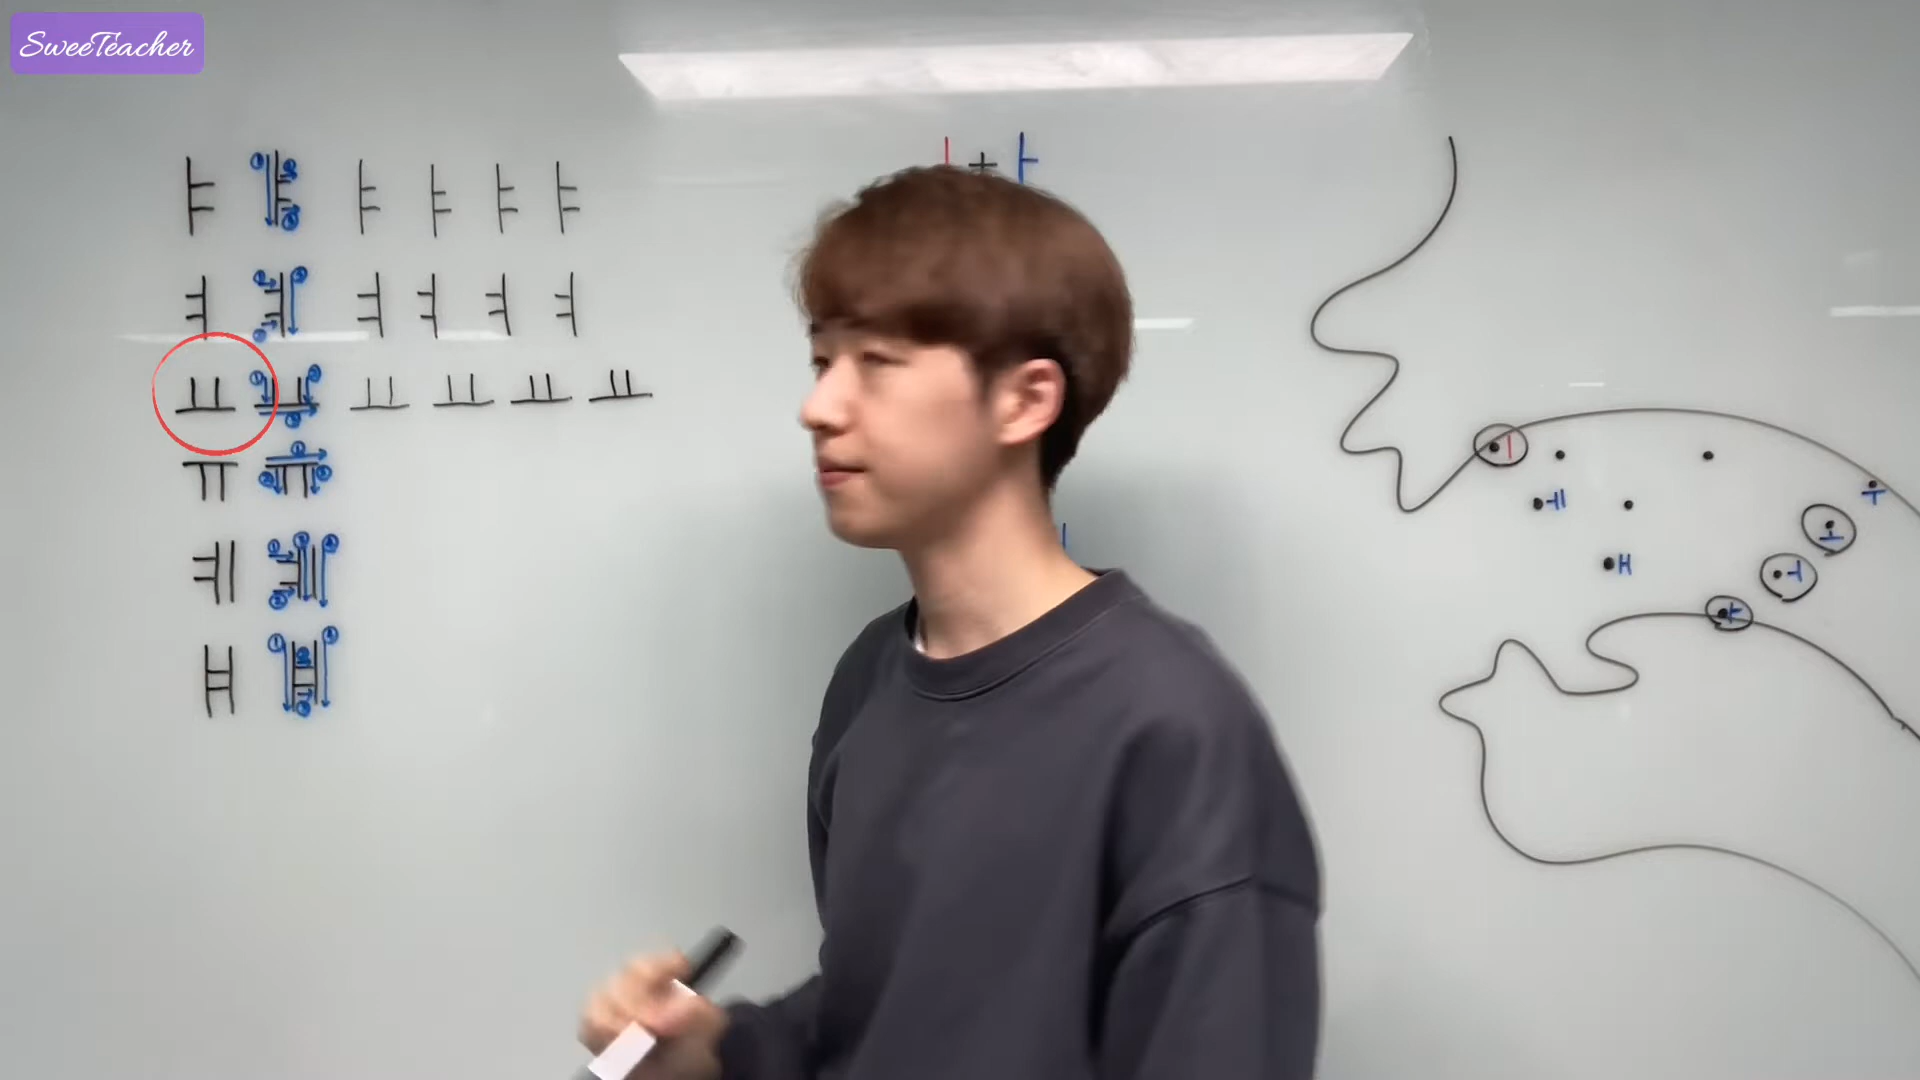 SweeTeacher
ㅑ ㅑ ㅑ ㅑ ㅑ ㅑ
ㅕ ㅕ ㅕ ㅕ ㅕ ㅕ
ㅛ ㅛ ㅛ ㅛ ㅛ ㅛ
ㅠ ㅠ
ㅖ ㅖ
ㅒ ㅒ
ㅣ + ㅏ
ㅣ
ㅔ
ㅜ
ㅗ
ㅐ
ㅓ
ㅏ